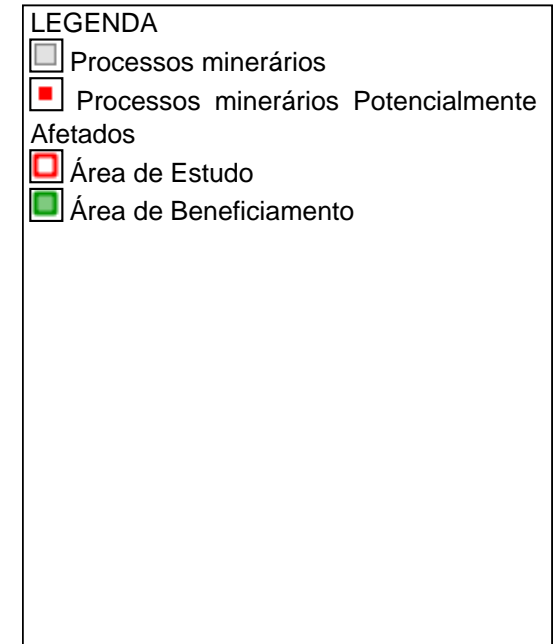 LEGENDA
Processos minerários
Processos minerários Potencialmente
Afetados
Área de Estudo
Área de Beneficiamento